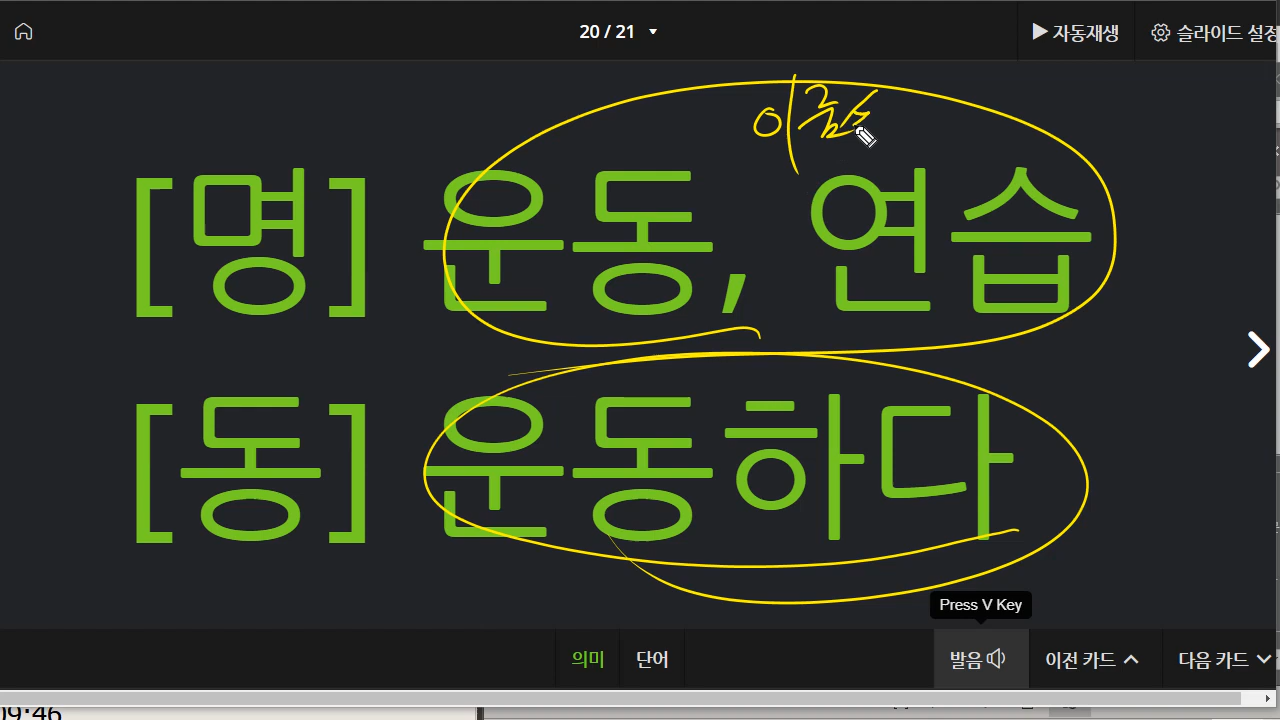 20 / 21
자동재생
슬라이드 설정
[명] 운동, 연습
[동] 운동하다
Press V Key
의미
단어
발음
이전 카드
다음 카드
09:46